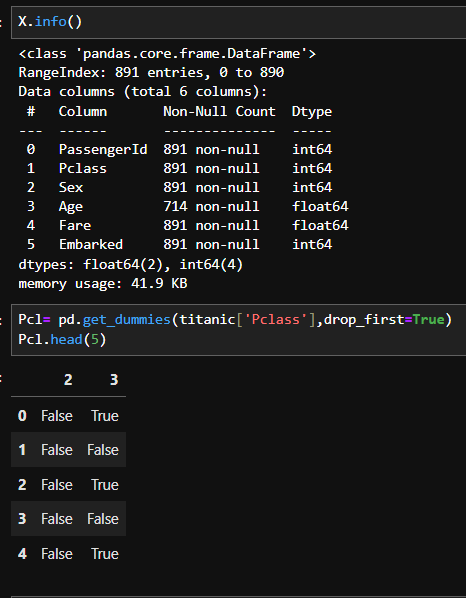 X.info()
<class 'pandas.core.frame.DataFrame'>
RangeIndex: 891 entries, 0 to 890
Data columns (total 6 columns):
 #   Column       Non-Null Count  Dtype
---  ------       --------------  -----
 0   PassengerId  891 non-null    int64
 1   Pclass       891 non-null    int64
 2   Sex          891 non-null    int64
 3   Age          714 non-null    float64
 4   Fare         891 non-null    float64
 5   Embarked     891 non-null    int64
dtypes: float64(2), int64(4)
memory usage: 41.9 KB
Pcl= pd.get_dummies(titanic['Pclass'],drop_first=True)
Pcl.head(5)
2 3
0 False True
1 False False
2 False True
3 False False
4 False True